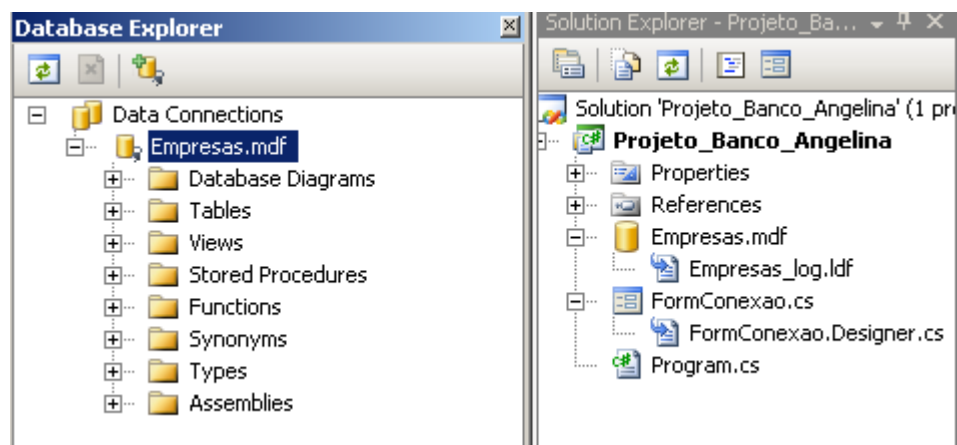 Database Explorer
Data Connections
Empresas.mdf
Database Diagrams
Tables
Views
Stored Procedures
Functions
Synonyms
Types
Assemblies
Solution Explorer - Projeto_Ba...
Solution 'Projeto_Banco_Angelina' (1 pr
Projeto_Banco_Angelina
Properties
References
Empresas.mdf
Empresas_log.ldf
FormConexao.cs
FormConexao.Designer.cs
Program.cs